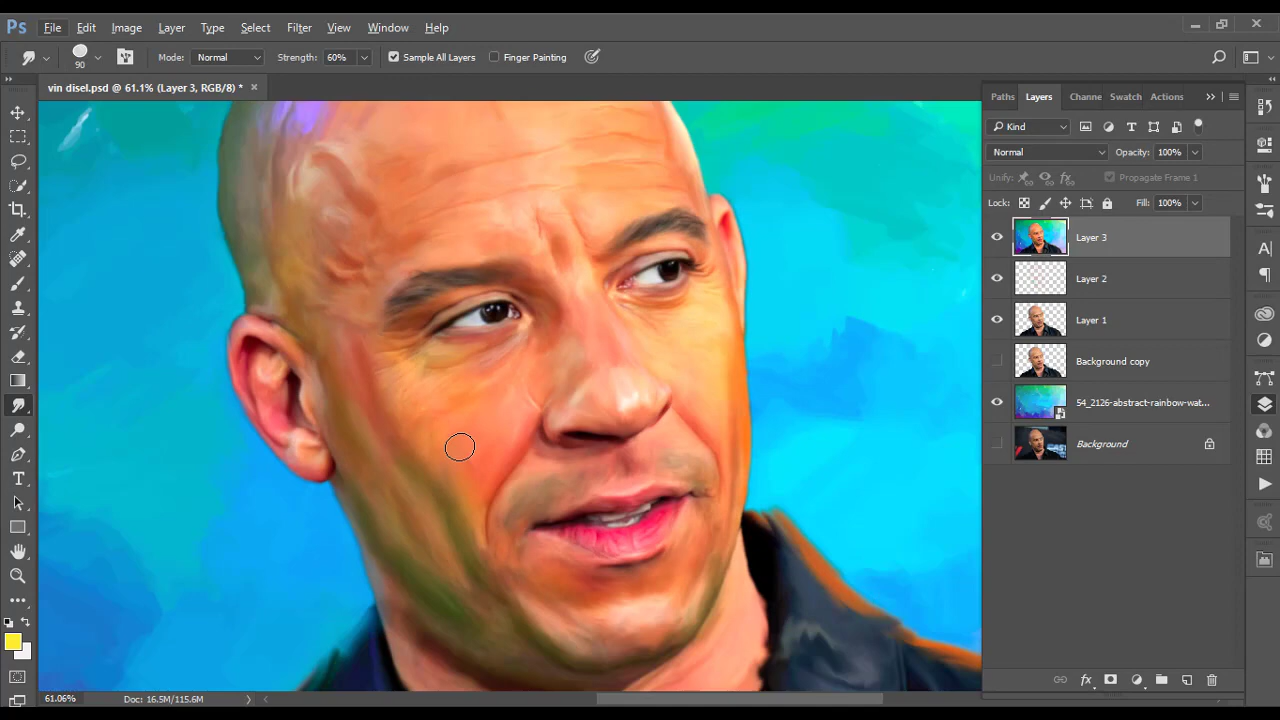 Ps File Edit Image Layer Type Select Filter View Window Help
90 Mode: Normal Strength: 60% Sample All Layers Finger Painting
vin disel.psd @ 61.1% (Layer 3, RGB/8) *
Paths Layers Channe Swatch Actions
Kind
Normal Opacity: 100%
Unify: Propagate Frame 1
Lock: Fill: 100%
Layer 3
Layer 2
Layer 1
Background copy
54_2126-abstract-rainbow-wat...
Background
61.06% Doc: 16.5M/115.6M